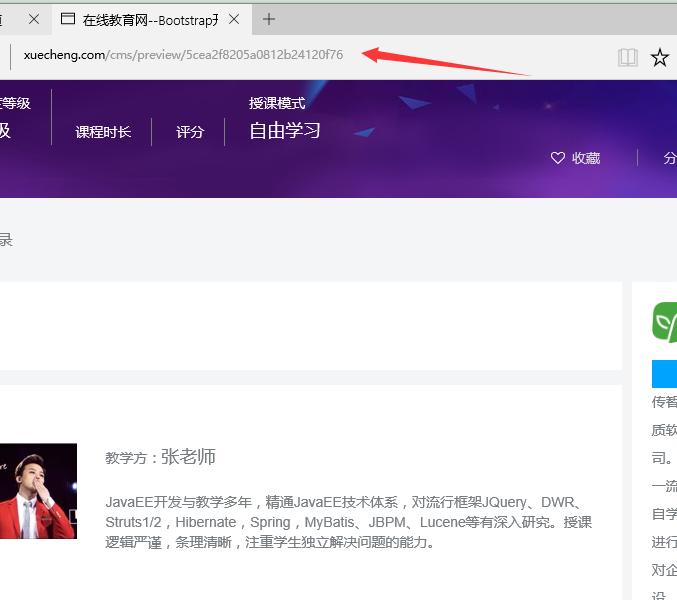 在线教育网--Bootstrap开
xuecheng.com/cms/preview/5cea2f8205a0812b24120f76
等级
级
课程时长
评分
授课模式
自由学习
收藏
分
录
教学方：张老师
JavaEE开发与教学多年，精通JavaEE技术体系，对流行框架JQuery、DWR、
Struts1/2，Hibernate，Spring，MyBatis、JBPM、Lucene等有深入研究。授课
逻辑严谨，条理清晰，注重学生独立解决问题的能力。
传智
质软
司。
一流
自学
进行
对企
设